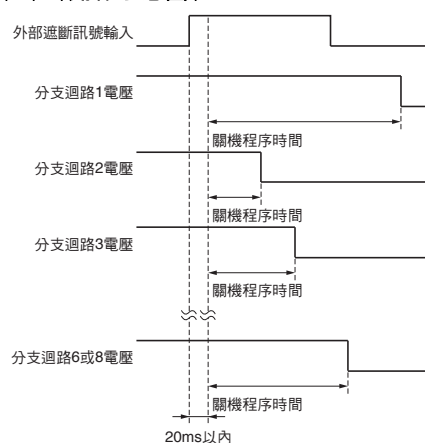 外部遮斷訊號輸入
分支迴路1電壓
關機程序時間
分支迴路2電壓
關機程序時間
分支迴路3電壓
關機程序時間
分支迴路6或8電壓
關機程序時間
20ms以內